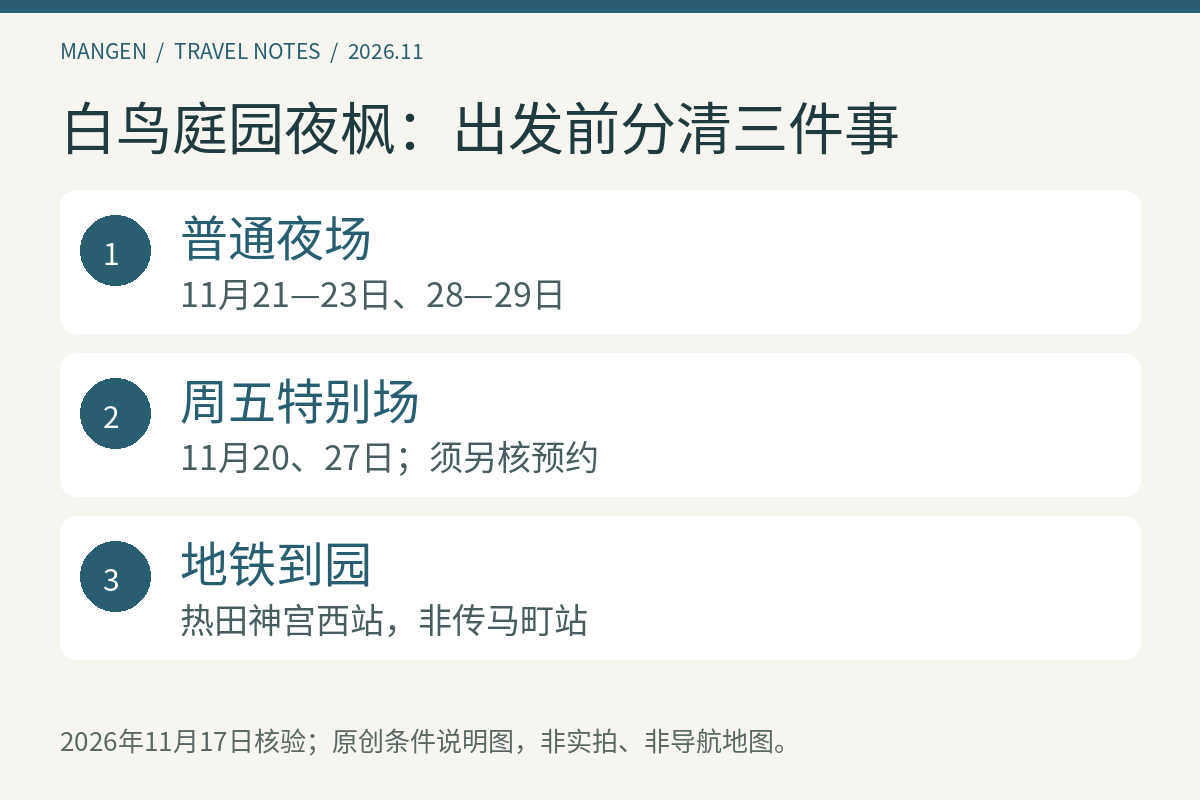 MANGEN / TRAVEL NOTES / 2026.11
白鸟庭园夜枫：出发前分清三件事
1
普通夜场
11月21—23日、28—29日
2
周五特别场
11月20、27日；须另核预约
3
地铁到园
热田神宫西站，非传马町站
2026年11月17日核验；原创条件说明图，非实拍、非导航地图。